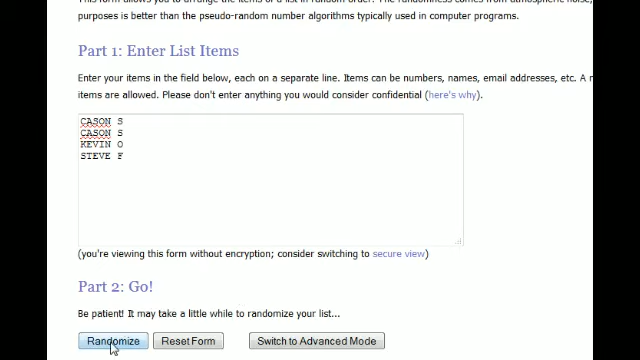 This form allows you to arrange the items of a list in random order. The randomness comes from atmospheric noise,
purposes is better than the pseudo-random number algorithms typically used in computer programs.
Part 1: Enter List Items
Enter your items in the field below, each on a separate line. Items can be numbers, names, email addresses, etc. A
items are allowed. Please don't enter anything you would consider confidential (here's why).
CASON S
CASON S
KEVIN O
STEVE F
(you're viewing this form without encryption; consider switching to secure view)
Part 2: Go!
Be patient! It may take a little while to randomize your list...
Randomize Reset Form Switch to Advanced Mode